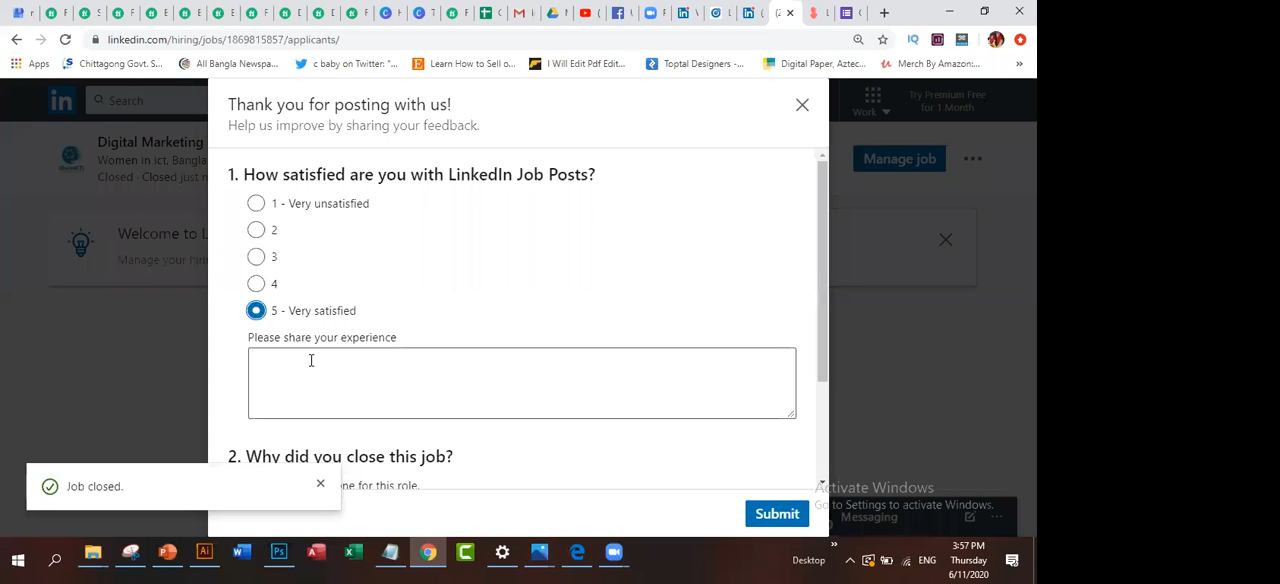 linkedin.com/hiring/jobs/1869815857/applicants/
Apps
Chittagong Govt. S...
All Bangla Newspa...
c baby on Twitter: "...
Learn How to Sell o...
I Will Edit Pdf Edit...
Toptal Designers -...
Digital Paper, Aztec...
Merch By Amazon:...
»
in
Search
Work
Try Premium Free
for 1 Month
Digital Marketing
Women in Ict, Bangla
Closed · Closed just n
Manage job
Welcome to L
Manage your hiri
Thank you for posting with us!
Help us improve by sharing your feedback.
1. How satisfied are you with LinkedIn Job Posts?
1 - Very unsatisfied
2
3
4
5 - Very satisfied
Please share your experience
2. Why did you close this job?
one for this role.
Job closed.
Submit
Activate Windows
Go to Settings to activate Windows.
Messaging
Desktop
»
ENG
3:57 PM
Thursday
6/11/2020